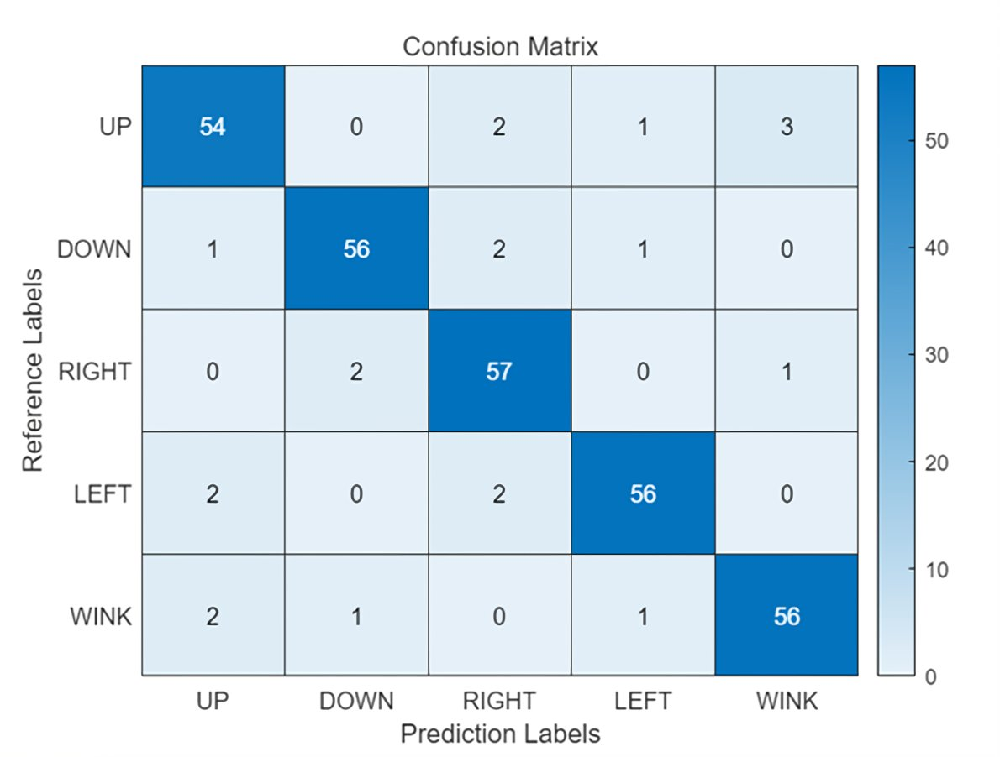 Confusion Matrix
UP 54 0 2 1 3
DOWN 1 56 2 1 0
RIGHT 0 2 57 0 1
LEFT 2 0 2 56 0
WINK 2 1 0 1 56
UP DOWN RIGHT LEFT WINK
Prediction Labels
Reference Labels
50
40
30
20
10
0